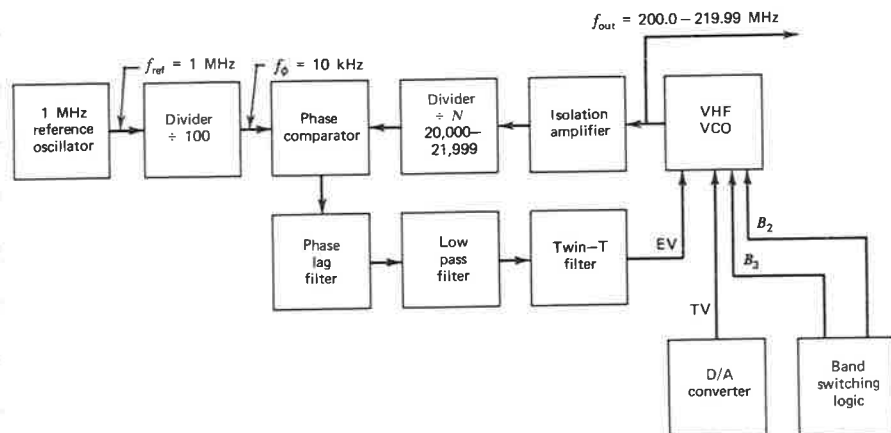 f_out = 200.0 – 219.99 MHz
f_ref = 1 MHz
f_ϕ = 10 kHz
1 MHz
reference
oscillator
Divider
÷ 100
Phase
comparator
Divider
÷ N
20,000–
21,999
Isolation
amplifier
VHF
VCO
Phase
lag
filter
Low
pass
filter
Twin–T
filter
EV
TV
B₃
B₂
D/A
converter
Band
switching
logic